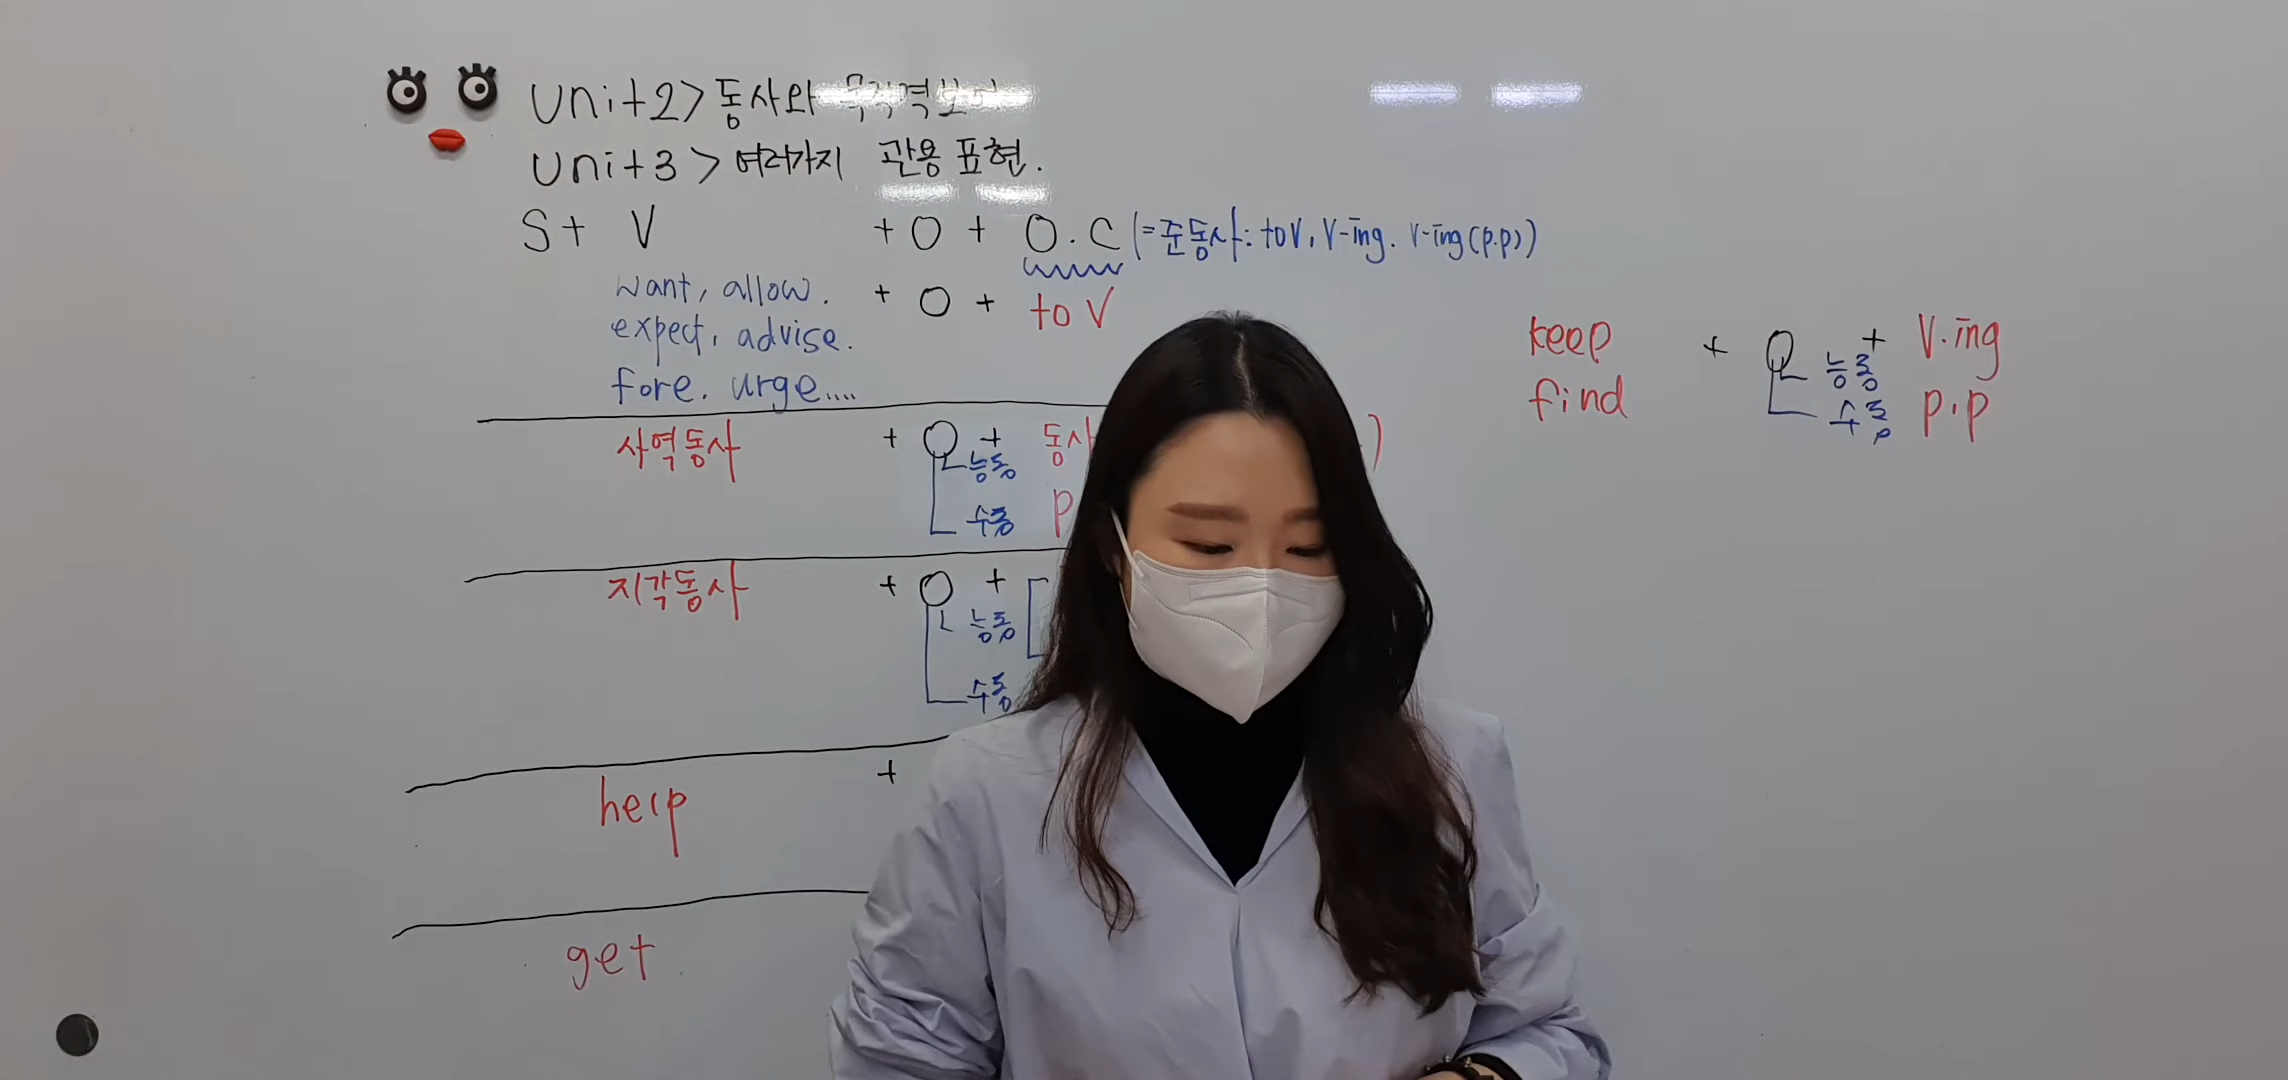 Unit2> 동사와
Unit3 > 여러가지 관용 표현.
S + V + O + O.C (=준동사: to V, V-ing. V-ing(p.p))
want, allow. + O + to V
expect, advise.
fore. urge....
사역동사 + O + 동사 )
능동
수동 p
지각동사 + O +
능동
수동
help +
get
keep + O + V.ing
find 능동
수동 p.p